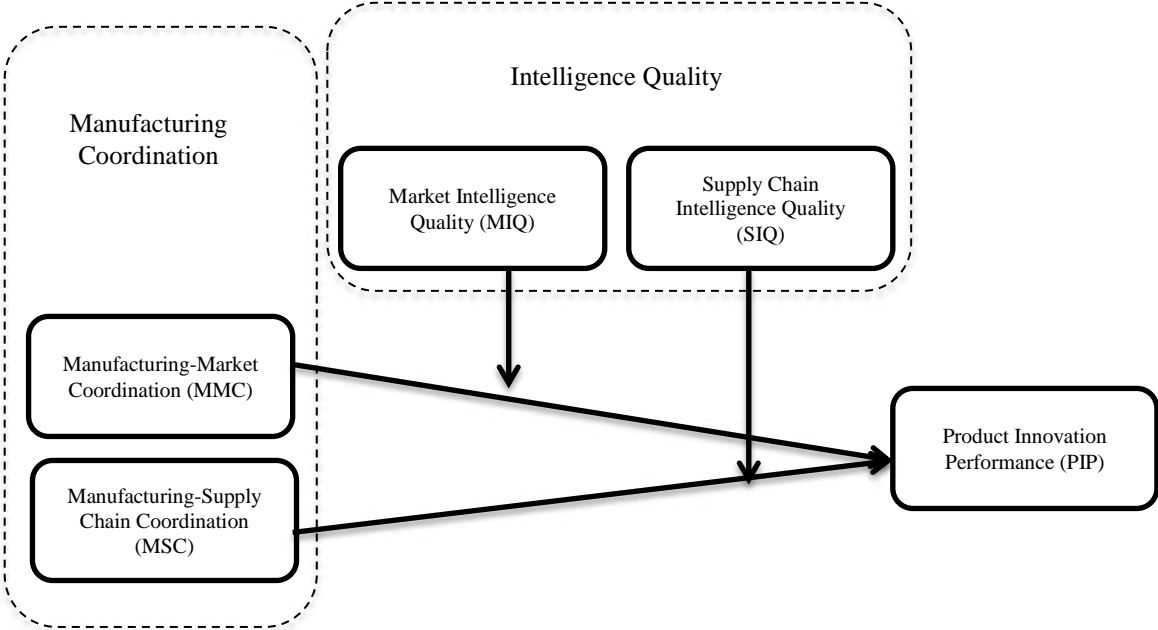 Intelligence Quality
Manufacturing
Coordination
Market Intelligence
Quality (MIQ)
Supply Chain
Intelligence Quality
(SIQ)
Manufacturing-Market
Coordination (MMC)
Product Innovation
Performance (PIP)
Manufacturing-Supply
Chain Coordination
(MSC)